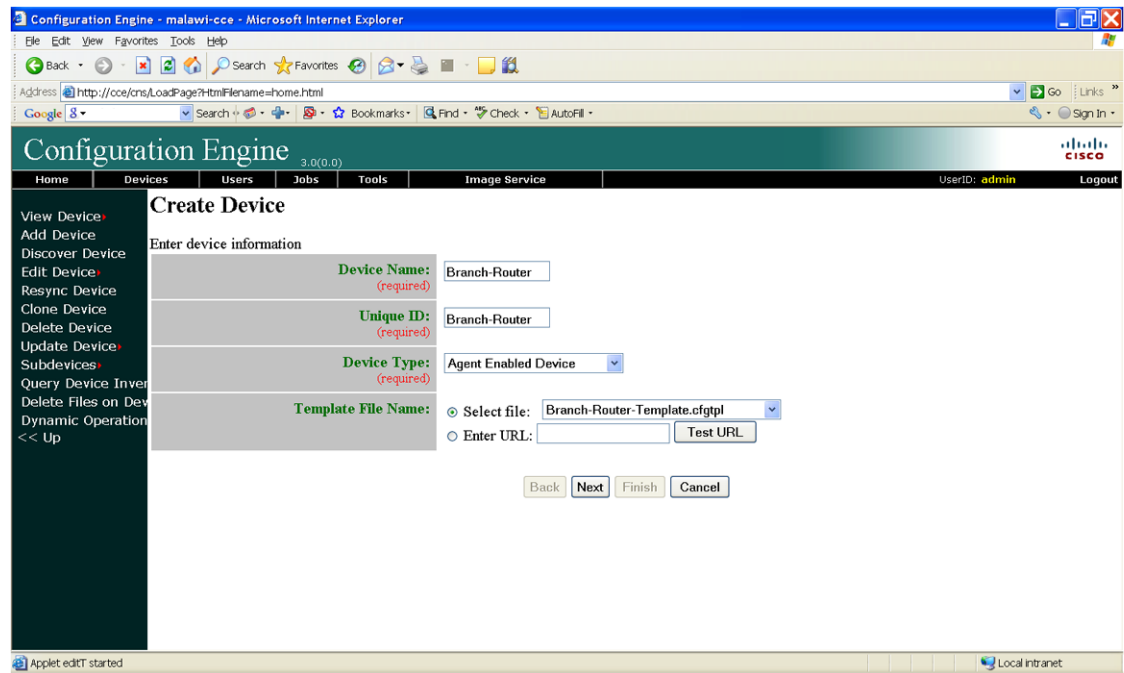 Configuration Engine - malawi-cce - Microsoft Internet Explorer
File Edit View Favorites Tools Help
Back Search Favorites
Address http://cce/cns/LoadPage?HtmlFilename=home.html Go Links »
Google 8 Search Bookmarks Find Check AutoFill Sign In
Configuration Engine 3.0(0.0)
CISCO
Home Devices Users Jobs Tools Image Service UserID: admin Logout
View Device
Add Device
Discover Device
Edit Device
Resync Device
Clone Device
Delete Device
Update Device
Subdevices
Query Device Inver
Delete Files on Dev
Dynamic Operation
<< Up
Create Device
Enter device information
Device Name: Branch-Router
(required)
Unique ID: Branch-Router
(required)
Device Type: Agent Enabled Device
(required)
Template File Name: Select file: Branch-Router-Template.cfgtpl
Enter URL: Test URL
Back Next Finish Cancel
Applet editT started Local intranet